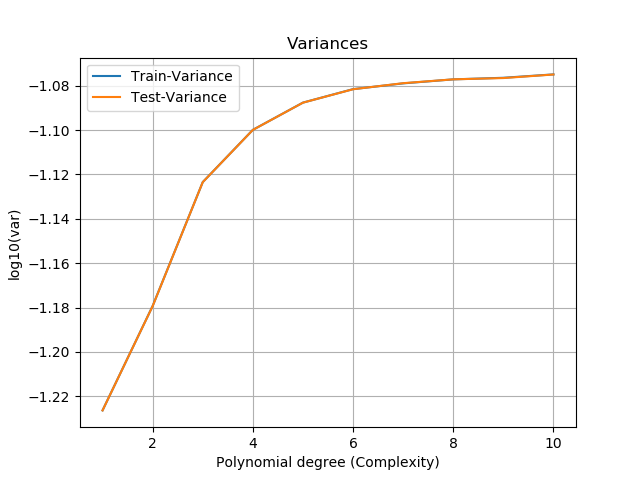 Variances
Train-Variance
Test-Variance
−1.08
−1.10
−1.12
−1.14
−1.16
−1.18
−1.20
−1.22
log10(var)
2 4 6 8 10
Polynomial degree (Complexity)